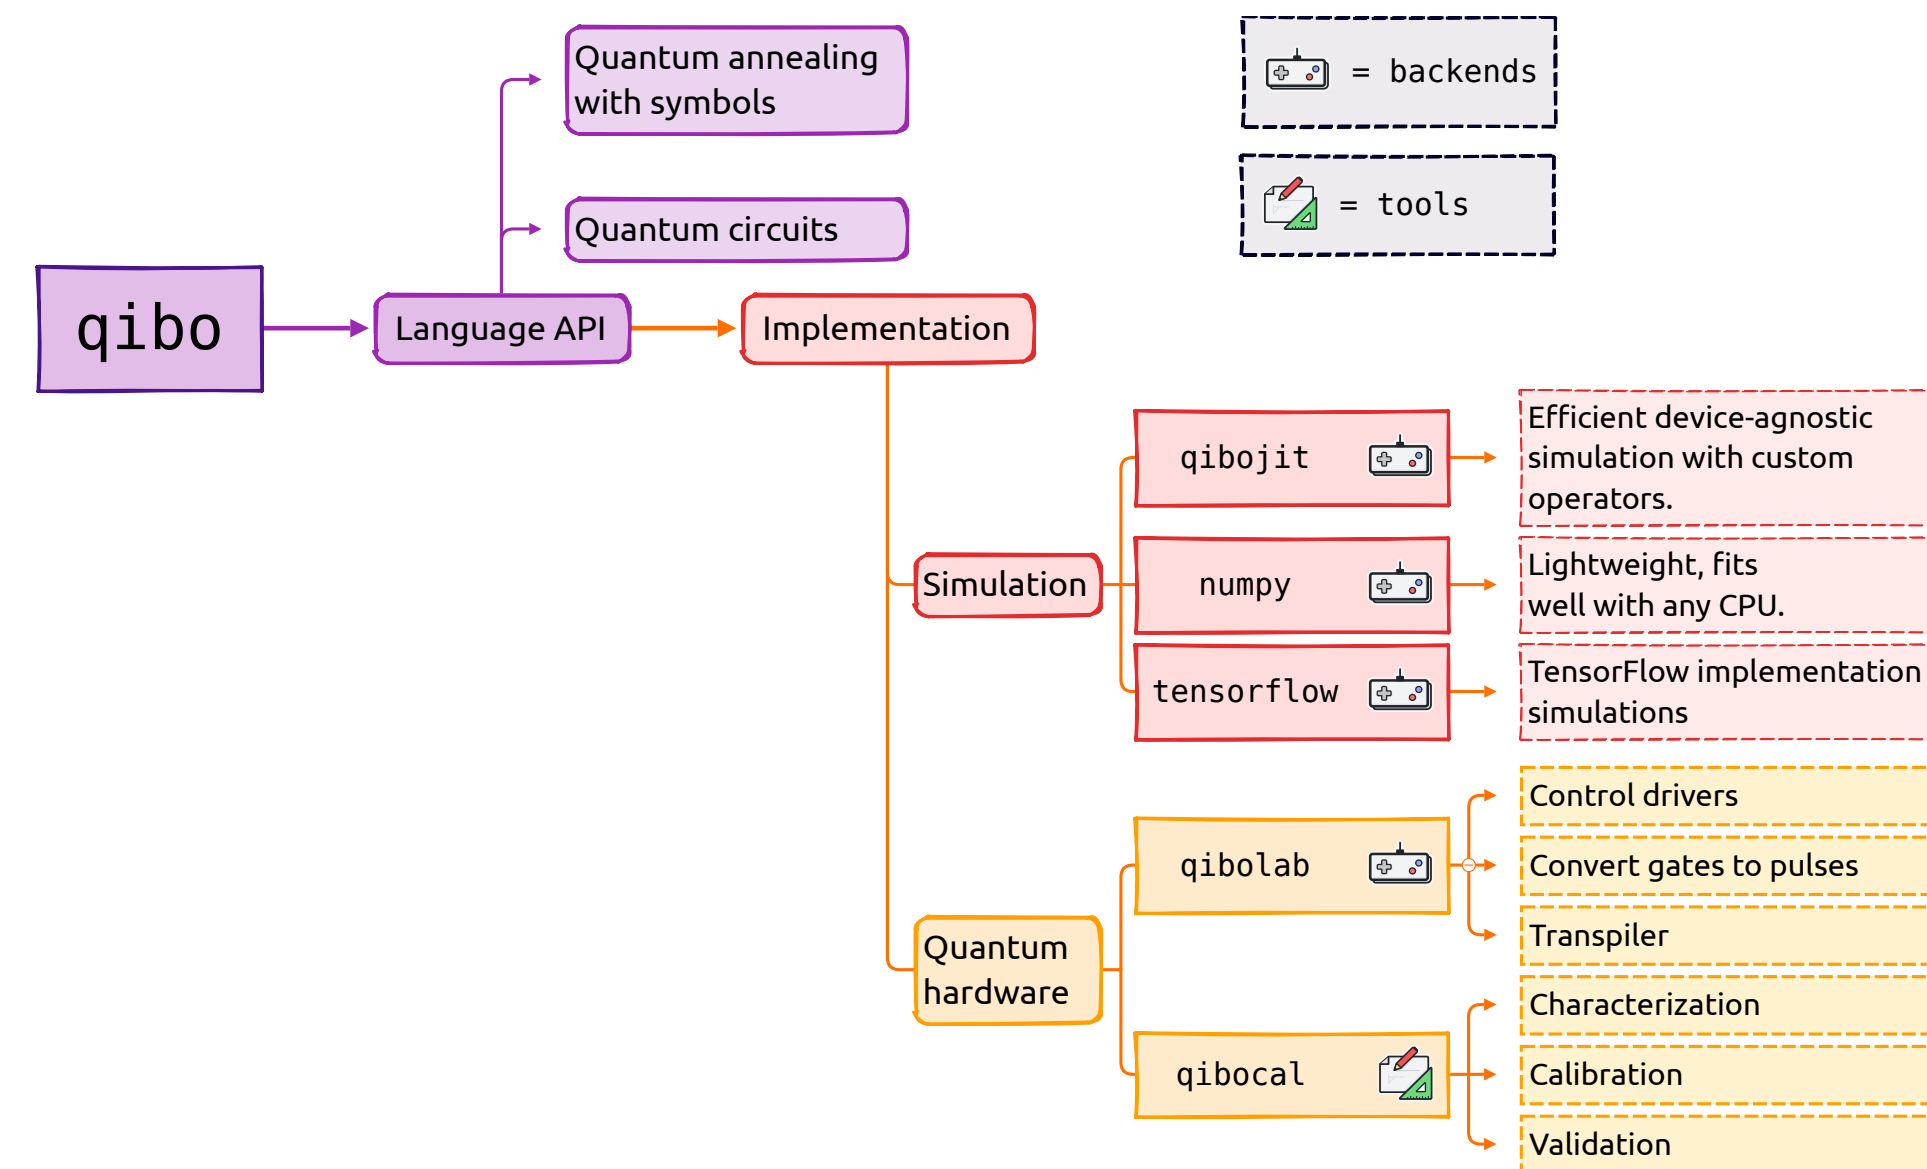 Quantum annealing
with symbols
= backends
= tools
Quantum circuits
qibo
Language API
Implementation
qibojit
Efficient device-agnostic
simulation with custom
operators.
Simulation
numpy
Lightweight, fits
well with any CPU.
tensorflow
TensorFlow implementation
simulations
Quantum
hardware
qibolab
Control drivers
Convert gates to pulses
Transpiler
qibocal
Characterization
Calibration
Validation